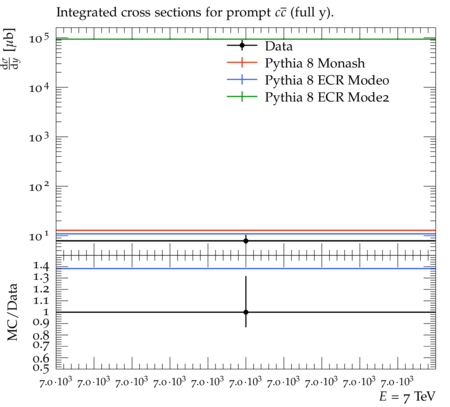 Integrated cross sections for prompt cc̄ (full y).
dσ/dy [μb]
10⁵
10⁴
10³
10²
10¹
Data
Pythia 8 Monash
Pythia 8 ECR Mode0
Pythia 8 ECR Mode2
MC/Data
1.4
1.3
1.2
1.1
1
0.9
0.8
0.7
0.6
0.5
7.0·10³ 7.0·10³ 7.0·10³ 7.0·10³ 7.0·10³ 7.0·10³ 7.0·10³ 7.0·10³ 7.0·10³ 7.0·10³
E = 7 TeV